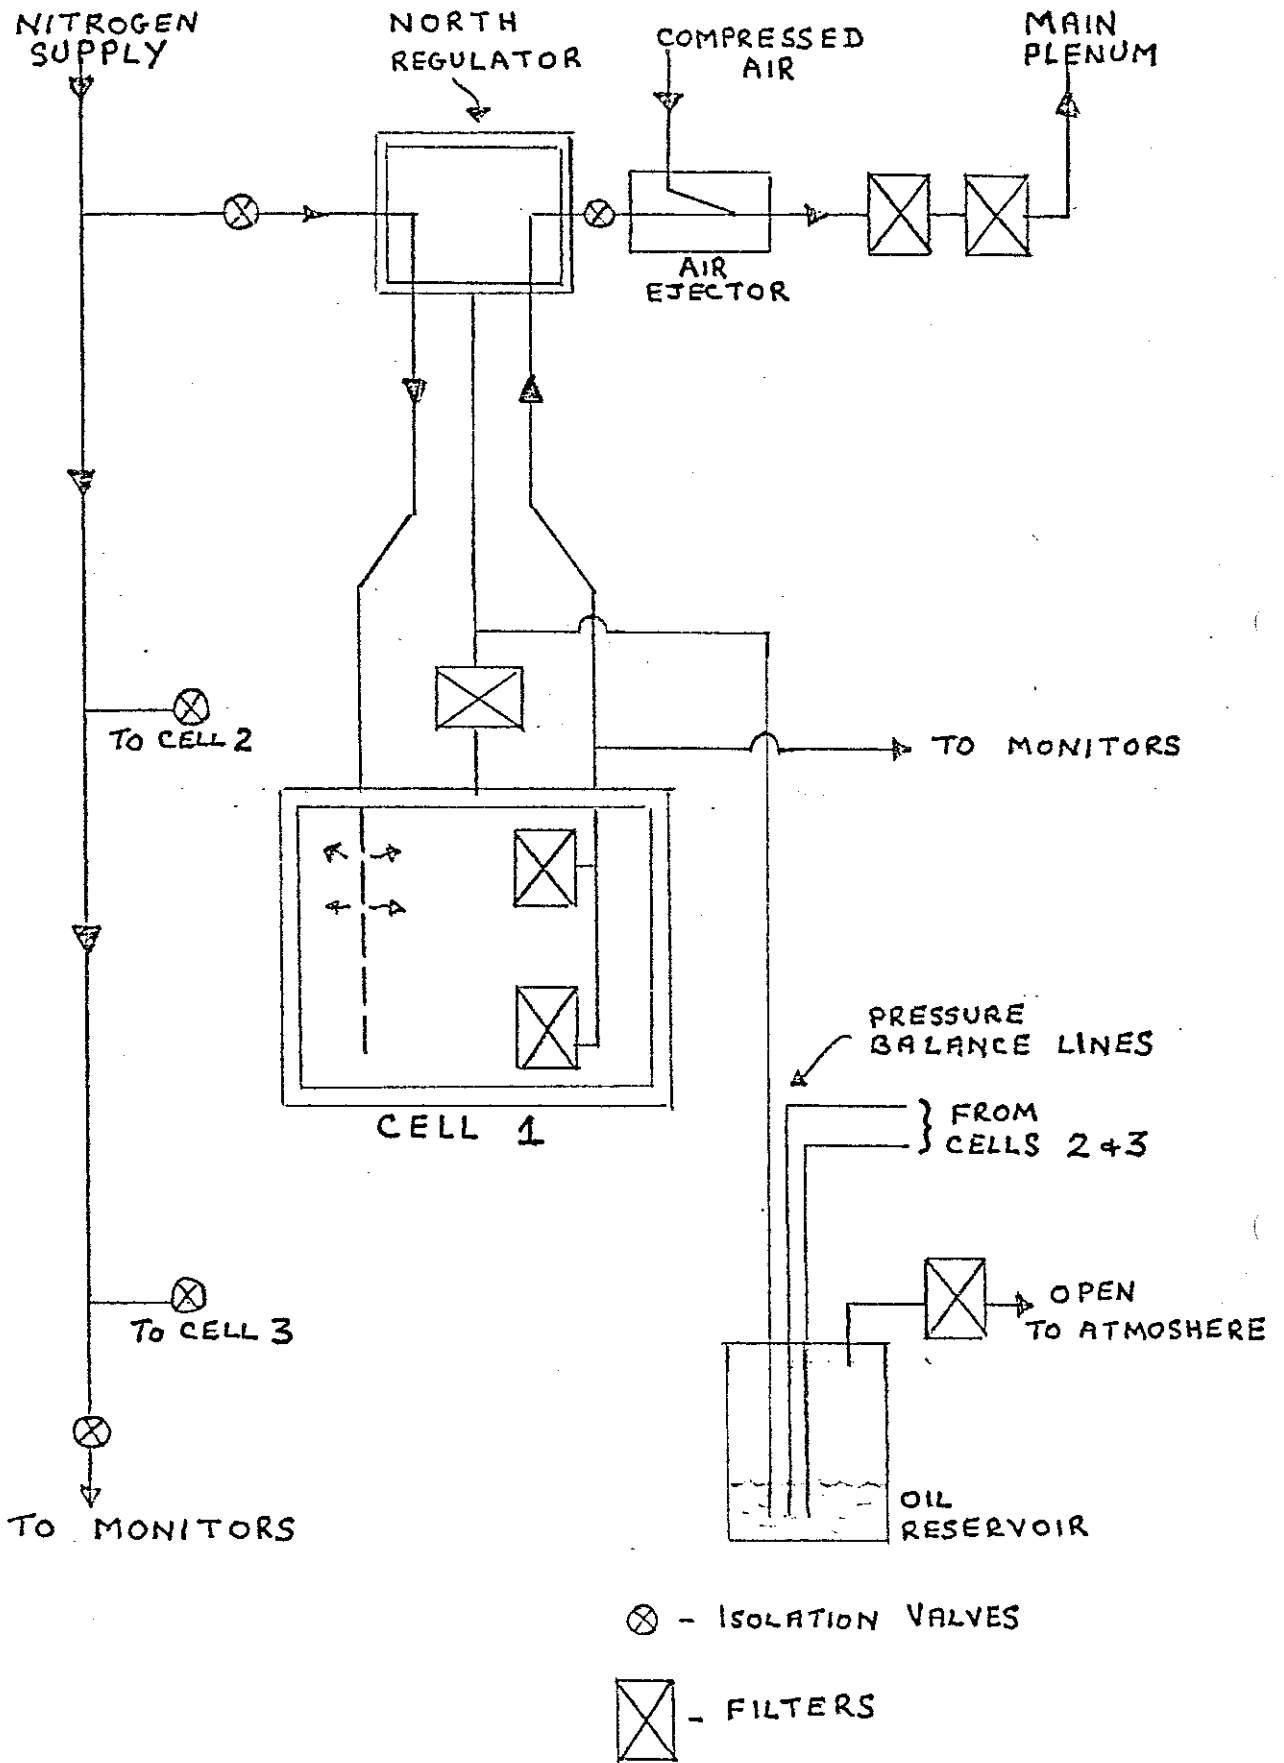 NITROGEN
SUPPLY
NORTH
REGULATOR
COMPRESSED
AIR
MAIN
PLENUM
AIR
EJECTOR
TO CELL 2
TO MONITORS
CELL 1
PRESSURE
BALANCE LINES
FROM
CELLS 2 & 3
TO CELL 3
OPEN
TO ATMOSHERE
OIL
RESERVOIR
TO MONITORS
- ISOLATION VALVES
- FILTERS